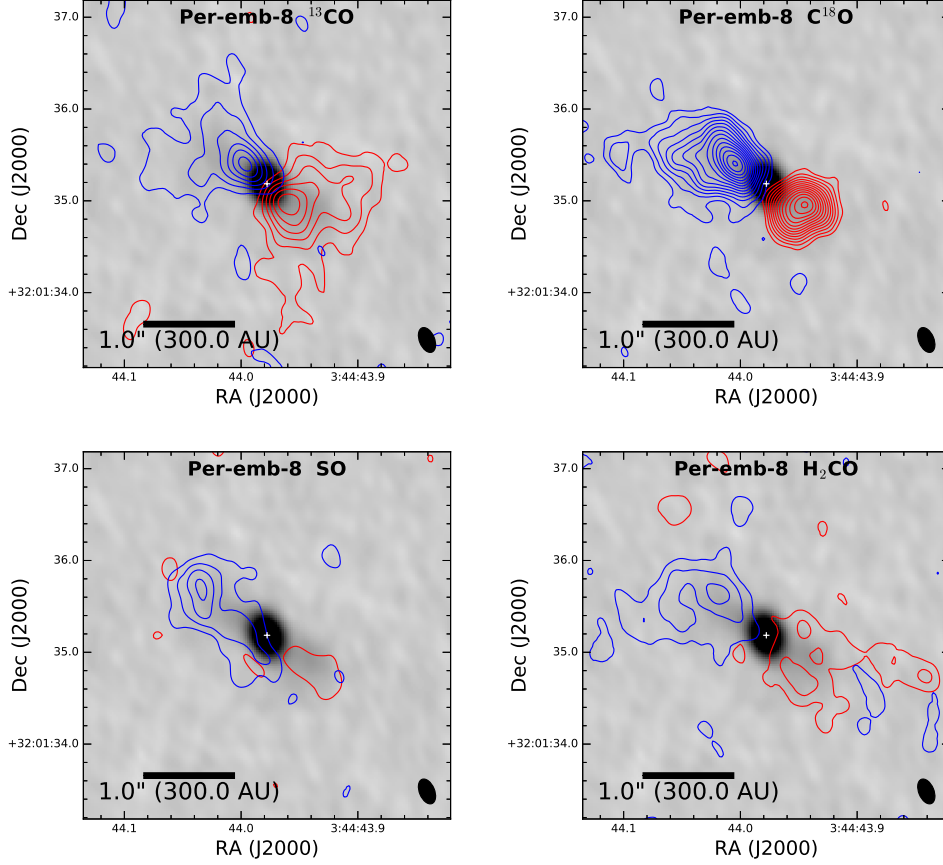 Per-emb-8 ¹³CO
37.0
36.0
35.0
+32:01:34.0
Dec (J2000)
1.0" (300.0 AU)
44.1
44.0
3:44:43.9
RA (J2000)
Per-emb-8 C¹⁸O
37.0
36.0
35.0
+32:01:34.0
Dec (J2000)
1.0" (300.0 AU)
44.1
44.0
3:44:43.9
RA (J2000)
Per-emb-8 SO
37.0
36.0
35.0
+32:01:34.0
Dec (J2000)
1.0" (300.0 AU)
44.1
44.0
3:44:43.9
RA (J2000)
Per-emb-8 H₂CO
37.0
36.0
35.0
+32:01:34.0
Dec (J2000)
1.0" (300.0 AU)
44.1
44.0
3:44:43.9
RA (J2000)